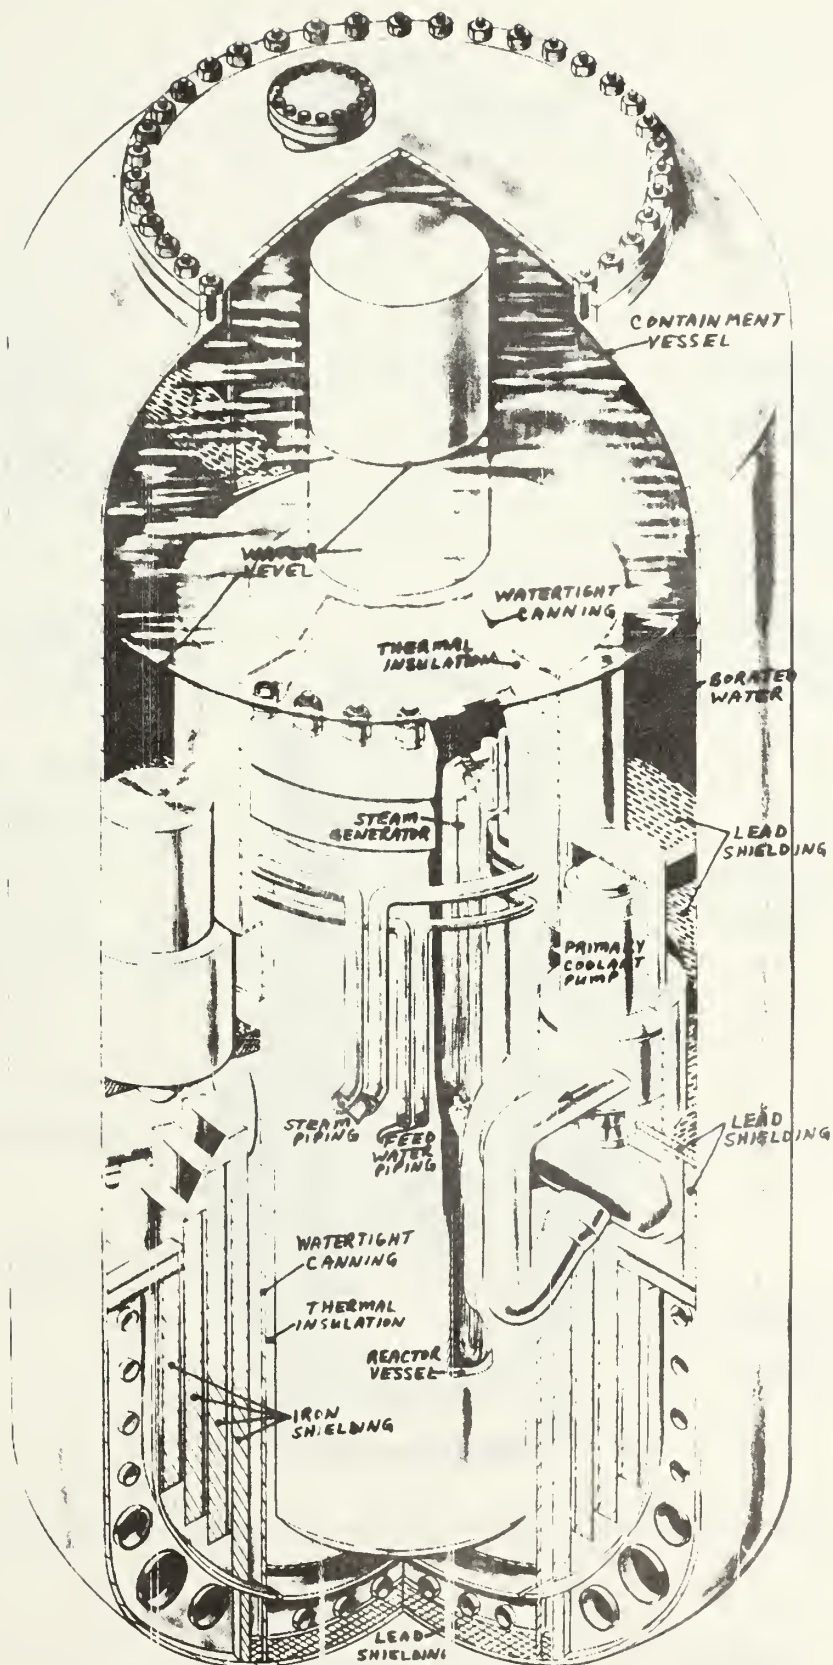 CONTAINMENT
VESSEL
WATER
LEVEL
WATERTIGHT
CANNING
THERMAL
INSULATION
BORATED
WATER
STEAM
GENERATOR
LEAD
SHIELDING
PRIMARY
COOLANT
PUMP
STEAM
PIPING
FEED
WATER
PIPING
LEAD
SHIELDING
WATERTIGHT
CANNING
THERMAL
INSULATION
REACTOR
VESSEL
IRON
SHIELDING
LEAD
SHIELDING